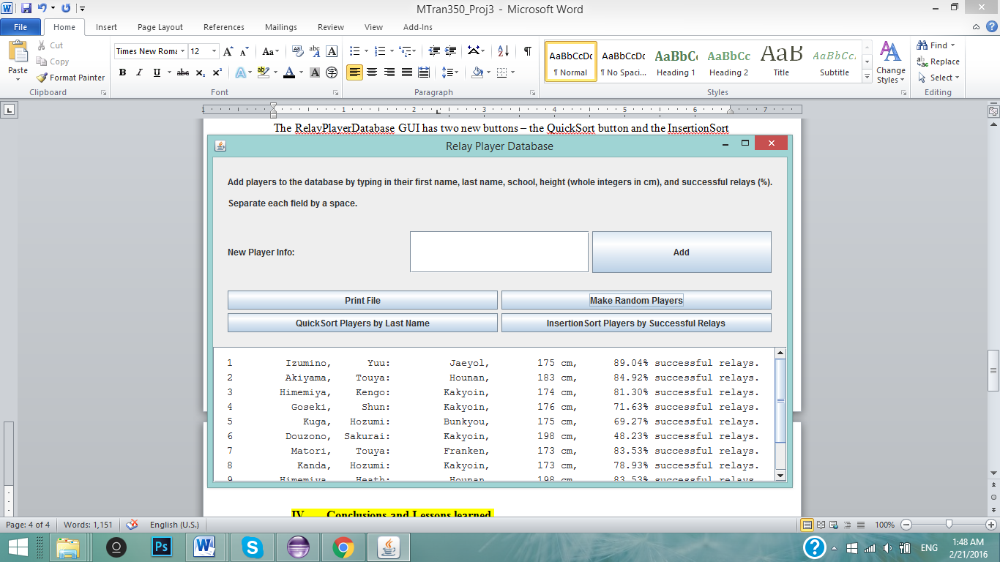 MTran350_Proj3 - Microsoft Word
File Home Insert Page Layout References Mailings Review View Add-Ins
Paste
Cut
Copy
Format Painter
Clipboard
Times New Roma 12
Font
Paragraph
AaBbCcDc AaBbCcDc AaBbC AaBbCc AaB AaBbCc.
¶ Normal ¶ No Spaci... Heading 1 Heading 2 Title Subtitle
Change Styles
Styles
Find
Replace
Select
Editing
1 1 2 3 4 5 6 7
The RelayPlayerDatabase GUI has two new buttons – the QuickSort button and the InsertionSort
Relay Player Database
Add players to the database by typing in their first name, last name, school, height (whole integers in cm), and successful relays (%).
Separate each field by a space.
New Player Info:
Add
Print File Make Random Players
QuickSort Players by Last Name InsertionSort Players by Successful Relays
1 Izumino, Yuu: Jaeyol, 175 cm, 89.04% successful relays.
2 Akiyama, Touya: Hounan, 183 cm, 84.92% successful relays.
3 Himemiya, Kengo: Kakyoin, 174 cm, 81.30% successful relays.
4 Goseki, Shun: Kakyoin, 176 cm, 71.63% successful relays.
5 Kuga, Hozumi: Bunkyou, 175 cm, 69.27% successful relays.
6 Douzono, Sakurai: Kakyoin, 198 cm, 48.23% successful relays.
7 Matori, Touya: Franken, 173 cm, 83.53% successful relays.
8 Kanda, Hozumi: Kakyoin, 173 cm, 78.93% successful relays.
9 Himemiya, Heath: Hounan, 198 cm, 83.53% successful relays.
IV. Conclusions and Lessons learned
Page: 4 of 4 Words: 1,151 English (U.S.) 100%
Ps ENG 1:48 AM
2/21/2016